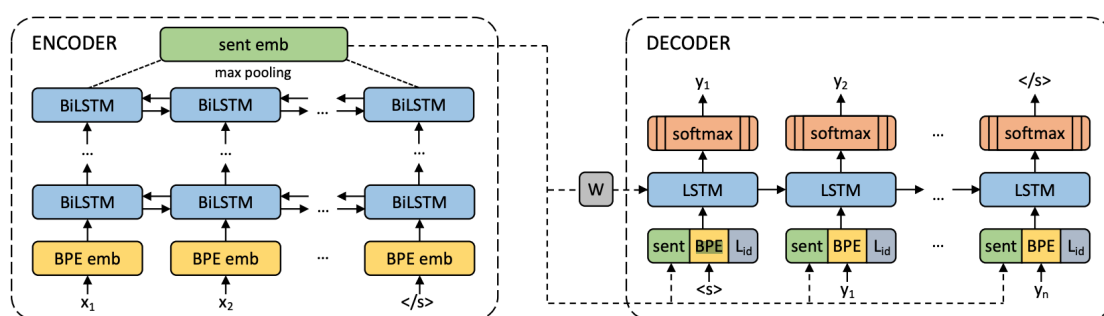 ENCODER
sent emb
max pooling
BiLSTM BiLSTM ... BiLSTM
... ... ...
BiLSTM BiLSTM ... BiLSTM
BPE emb BPE emb ... BPE emb
x1 x2 </s>
W
DECODER
y1 y2 </s>
softmax softmax ... softmax
LSTM LSTM ... LSTM
sent BPE Lid sent BPE Lid ... sent BPE Lid
<s> y1 yn